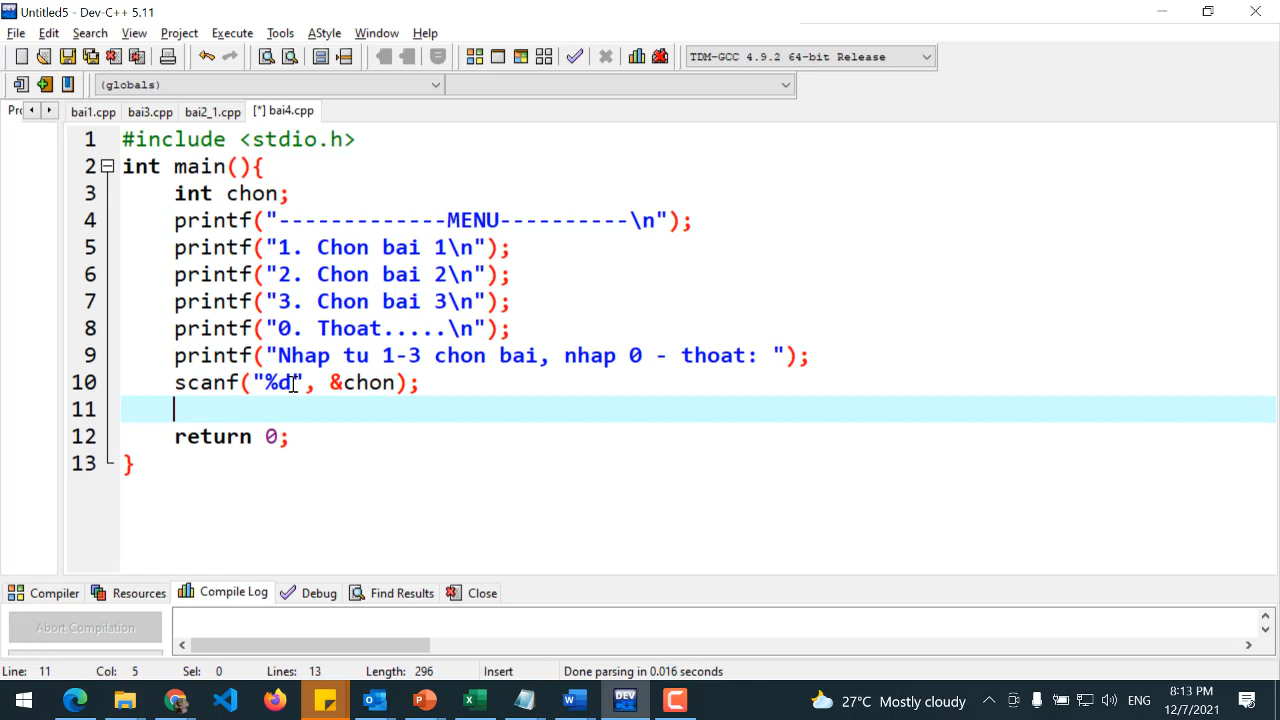 Untitled5 - Dev-C++ 5.11
File Edit Search View Project Execute Tools AStyle Window Help
TDM-GCC 4.9.2 64-bit Release
(globals)
bai1.cpp bai3.cpp bai2_1.cpp [*] bai4.cpp
1 #include <stdio.h>
2 int main(){
3 int chon;
4 printf("-------------MENU----------\n");
5 printf("1. Chon bai 1\n");
6 printf("2. Chon bai 2\n");
7 printf("3. Chon bai 3\n");
8 printf("0. Thoat.....\n");
9 printf("Nhap tu 1-3 chon bai, nhap 0 - thoat: ");
10 scanf("%d", &chon);
11
12 return 0;
13 }
Compiler Resources Compile Log Debug Find Results Close
Abort Compilation
Line: 11 Col: 5 Sel: 0 Lines: 13 Length: 296 Insert Done parsing in 0.016 seconds
DEV 27°C Mostly cloudy ENG 8:13 PM
12/7/2021